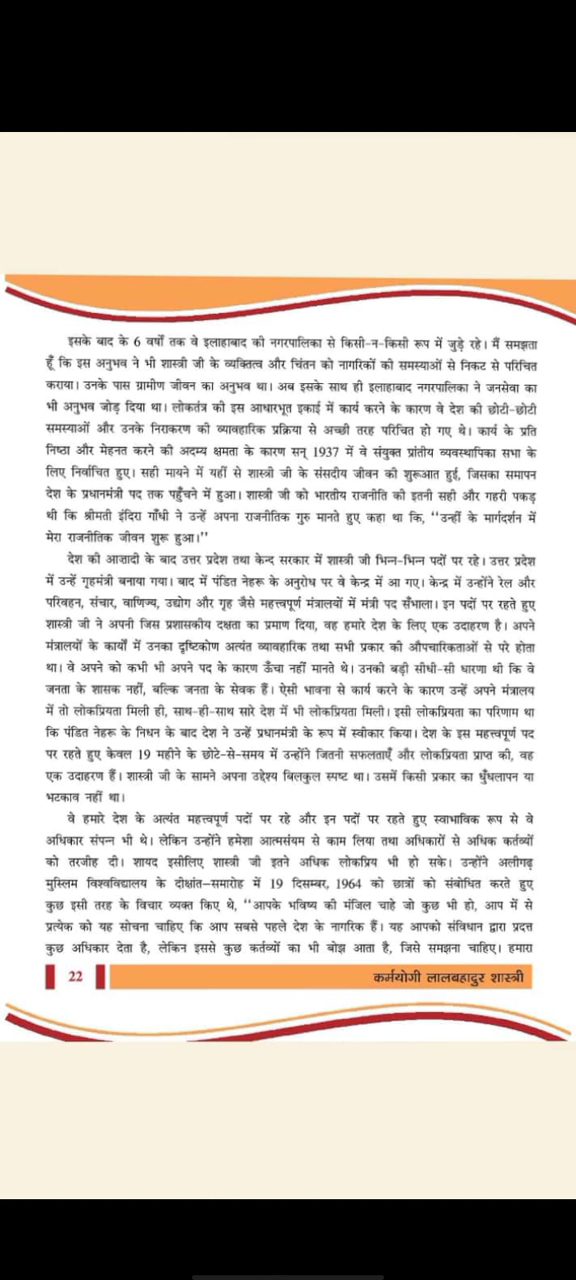 इसके बाद के 6 वर्षों तक वे इलाहाबाद की नगरपालिका से किसी-न-किसी रूप में जुड़े रहे। मैं समझता
हूँ कि इस अनुभव ने भी शास्त्री जी के व्यक्तित्व और चिंतन को नागरिकों की समस्याओं से निकट से परिचित
कराया। उनके पास ग्रामीण जीवन का अनुभव था। अब इसके साथ ही इलाहाबाद नगरपालिका ने जनसेवा का
भी अनुभव जोड़ दिया था। लोकतंत्र की इस आधारभूत इकाई में कार्य करने के कारण वे देश की छोटी-छोटी
समस्याओं और उनके निराकरण की व्यावहारिक प्रक्रिया से अच्छी तरह परिचित हो गए थे। कार्य के प्रति
निष्ठा और मेहनत करने की अदम्य क्षमता के कारण सन् 1937 में वे संयुक्त प्रांतीय व्यवस्थापिका सभा के
लिए निर्वाचित हुए। सही मायने में यहीं से शास्त्री जी के संसदीय जीवन की शुरूआत हुई, जिसका समापन
देश के प्रधानमंत्री पद तक पहुँचने में हुआ। शास्त्री जी को भारतीय राजनीति की इतनी सही और गहरी पकड़
थी कि श्रीमती इंदिरा गाँधी ने उन्हें अपना राजनीतिक गुरु मानते हुए कहा था कि, ''उन्हीं के मार्गदर्शन में
मेरा राजनीतिक जीवन शुरू हुआ।''
देश की आजादी के बाद उत्तर प्रदेश तथा केन्द सरकार में शास्त्री जी भिन्न-भिन्न पदों पर रहे। उत्तर प्रदेश
में उन्हें गृहमंत्री बनाया गया। बाद में पंडित नेहरू के अनुरोध पर वे केन्द्र में आ गए। केन्द्र में उन्होंने रेल और
परिवहन, संचार, वाणिज्य, उद्योग और गृह जैसे महत्त्वपूर्ण मंत्रालयों में मंत्री पद सँभाला। इन पदों पर रहते हुए
शास्त्री जी ने अपनी जिस प्रशासकीय दक्षता का प्रमाण दिया, वह हमारे देश के लिए एक उदाहरण है। अपने
मंत्रालयों के कार्यों में उनका दृष्टिकोण अत्यंत व्यावहारिक तथा सभी प्रकार की औपचारिकताओं से परे होता
था। वे अपने को कभी भी अपने पद के कारण ऊँचा नहीं मानते थे। उनकी बड़ी सीधी-सी धारणा थी कि वे
जनता के शासक नहीं, बल्कि जनता के सेवक हैं। ऐसी भावना से कार्य करने के कारण उन्हें अपने मंत्रालय
में तो लोकप्रियता मिली ही, साथ-ही-साथ सारे देश में भी लोकप्रियता मिली। इसी लोकप्रियता का परिणाम था
कि पंडित नेहरू के निधन के बाद देश ने उन्हें प्रधानमंत्री के रूप में स्वीकार किया। देश के इस महत्त्वपूर्ण पद
पर रहते हुए केवल 19 महीने के छोटे-से-समय में उन्होंने जितनी सफलताएँ और लोकप्रियता प्राप्त की, वह
एक उदाहरण हैं। शास्त्री जी के सामने अपना उद्देश्य बिलकुल स्पष्ट था। उसमें किसी प्रकार का धुँधलापन या
भटकाव नहीं था।
वे हमारे देश के अत्यंत महत्त्वपूर्ण पदों पर रहे और इन पदों पर रहते हुए स्वाभाविक रूप से वे
अधिकार संपन्न भी थे। लेकिन उन्होंने हमेशा आत्मसंयम से काम लिया तथा अधिकारों से अधिक कर्तव्यों
को तरजीह दी। शायद इसीलिए शास्त्री जी इतने अधिक लोकप्रिय भी हो सके। उन्होंने अलीगढ़
मुस्लिम विश्वविद्यालय के दीक्षांत-समारोह में 19 दिसम्बर, 1964 को छात्रों को संबोधित करते हुए
कुछ इसी तरह के विचार व्यक्त किए थे, ''आपके भविष्य की मंजिल चाहे जो कुछ भी हो, आप में से
प्रत्येक को यह सोचना चाहिए कि आप सबसे पहले देश के नागरिक हैं। यह आपको संविधान द्वारा प्रदत्त
कुछ अधिकार देता है, लेकिन इससे कुछ कर्तव्यों का भी बोझ आता है, जिसे समझना चाहिए। हमारा
22
कर्मयोगी लालबहादुर शास्त्री